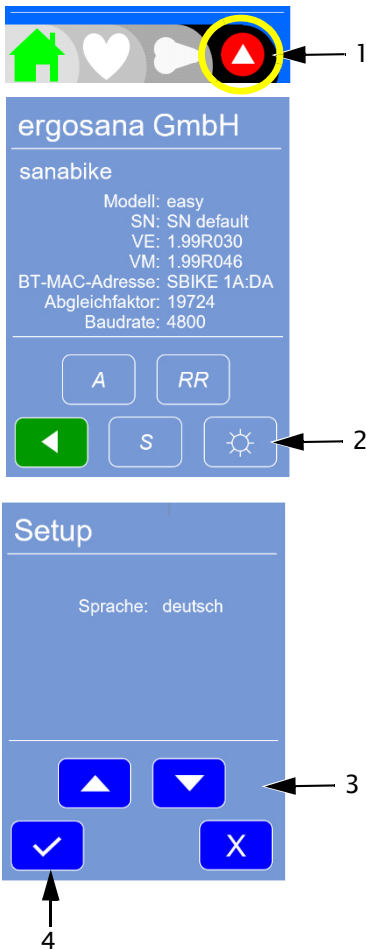 1
ergosana GmbH
sanabike
Modell: easy
SN: SN default
VE: 1.99R030
VM: 1.99R046
BT-MAC-Adresse: SBIKE 1A:DA
Abgleichfaktor: 19724
Baudrate: 4800
A RR
S
2
Setup
Sprache: deutsch
3
X
4